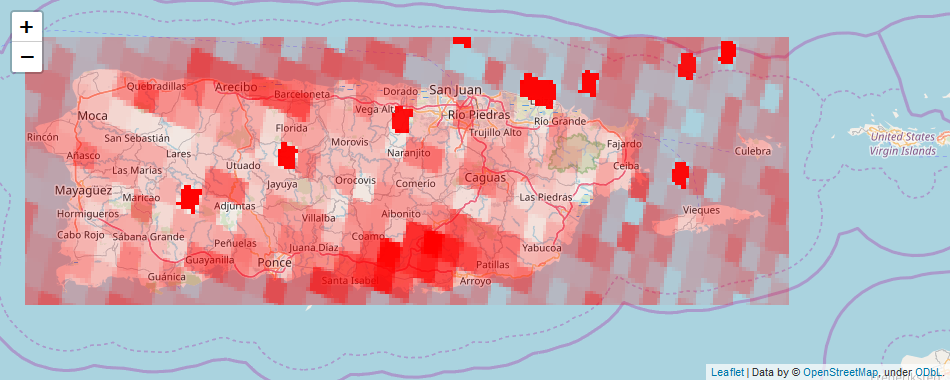 +
−
Quebradillas
Arecibo
Barceloneta
Dorado
San Juan
Moca
Vega Alta
Río Piedras
Río Grande
Rincón
San Sebastián
Florida
Morovis
Trujillo Alto
Fajardo
United States
Virgin Islands
Añasco
Lares
Naranjito
Culebra
Las Marías
Utuado
Ceiba
Mayagüez
Maricao
Jayuya
Orocovis
Comerio
Caguas
Las Piedras
Hormigueros
Adjuntas
Villalba
Aibonito
Vieques
Cabo Rojo
Sábana Grande
Peñuelas
Juana Díaz
Coamo
Yabucoa
Guayanilla
Ponce
Patillas
Guánica
Santa Isabel
Arroyo
Leaflet | Data by © OpenStreetMap, under ODbL.